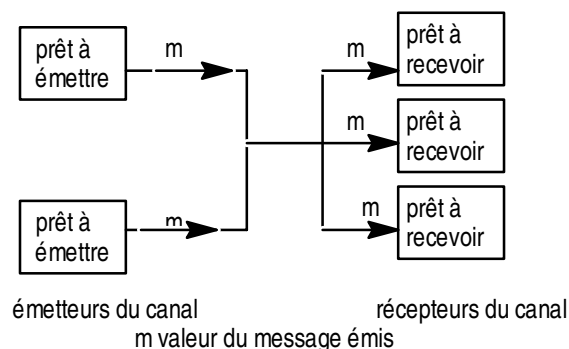 prêt à
émettre
m
m
prêt à
recevoir
m
prêt à
recevoir
prêt à
émettre
m
m
prêt à
recevoir
émetteurs du canal
récepteurs du canal
m valeur du message émis